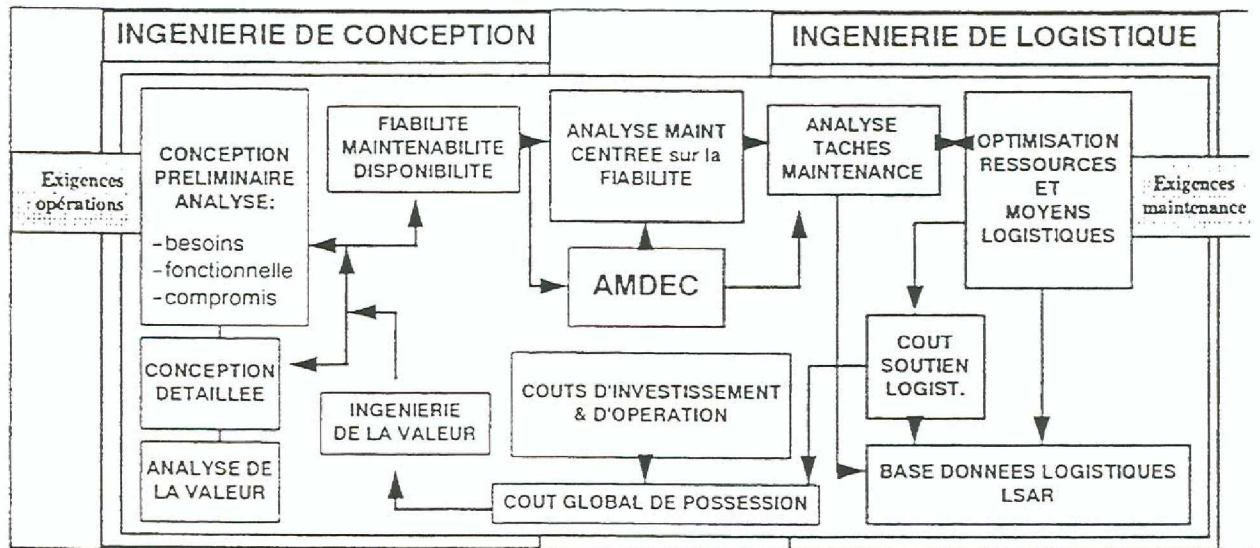 INGENIERIE DE CONCEPTION
INGENIERIE DE LOGISTIQUE
Exigences
opérations
CONCEPTION
PRELIMINAIRE
ANALYSE:
-besoins
-fonctionnelle
-compromis
CONCEPTION
DETAILLEE
ANALYSE DE
LA VALEUR
FIABILITE
MAINTENABILITE
DISPONIBILITE
INGENIERIE
DE LA VALEUR
ANALYSE MAINT
CENTREE sur la
FIABILITE
AMDEC
COUTS D'INVESTISSEMENT
& D'OPERATION
COUT GLOBAL DE POSSESSION
ANALYSE
TACHES
MAINTENANCE
OPTIMISATION
RESSOURCES
ET
MOYENS
LOGISTIQUES
COUT
SOUTIEN
LOGIST.
BASE DONNEES LOGISTIQUES
LSAR
Exigences
maintenance